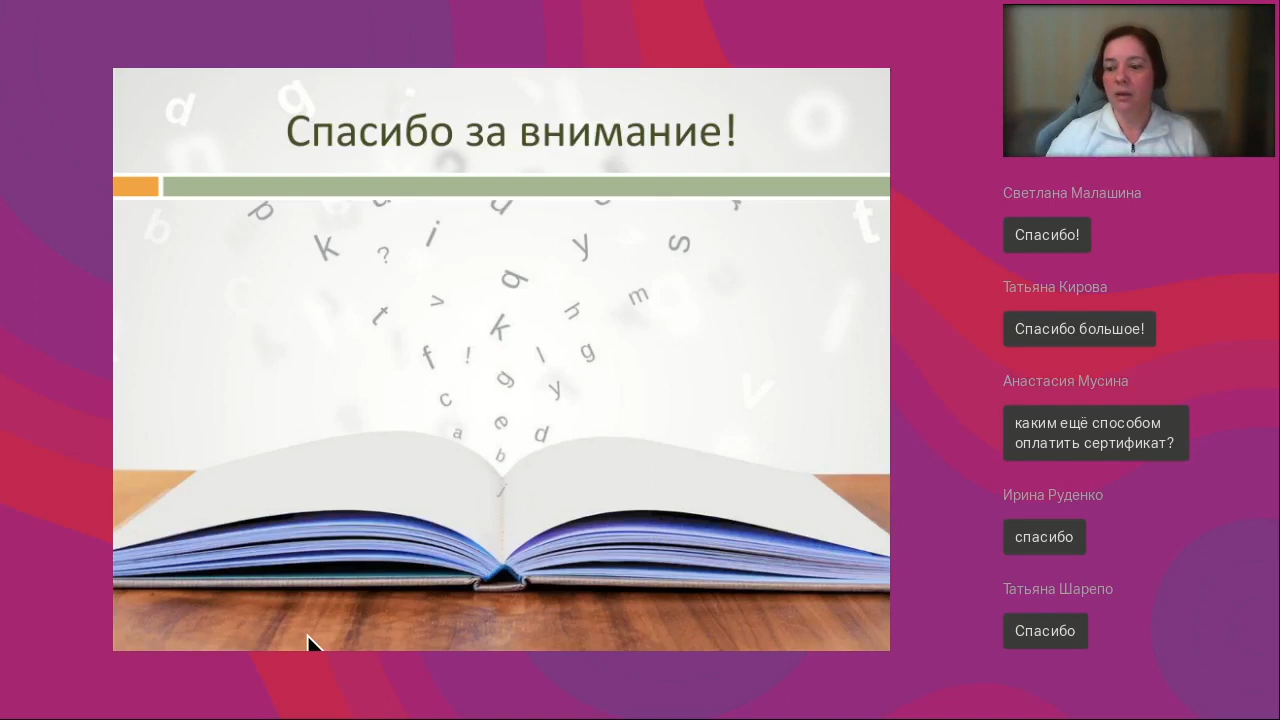 Спасибо за внимание!
Светлана Малашина
Спасибо!
Татьяна Кирова
Спасибо большое!
Анастасия Мусина
каким ещё способом
оплатить сертификат?
Ирина Руденко
спасибо
Татьяна Шарепо
Спасибо